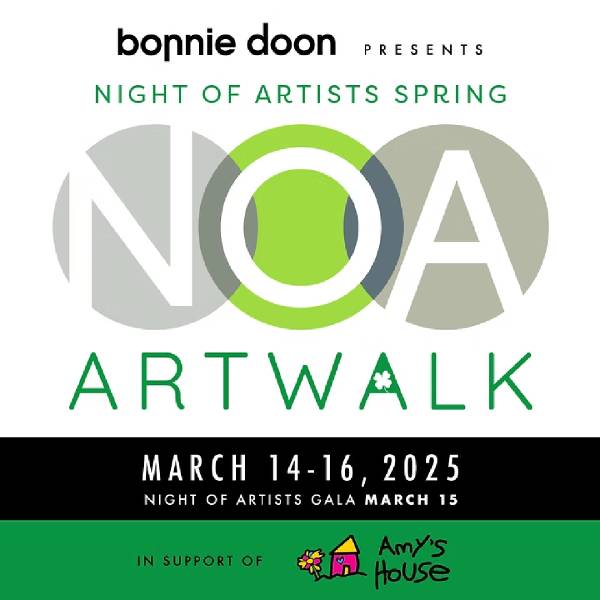 bonnie doon PRESENTS
NIGHT OF ARTISTS SPRING
NOA
ARTWALK
MARCH 14-16, 2025
NIGHT OF ARTISTS GALA MARCH 15
IN SUPPORT OF Amy's
House